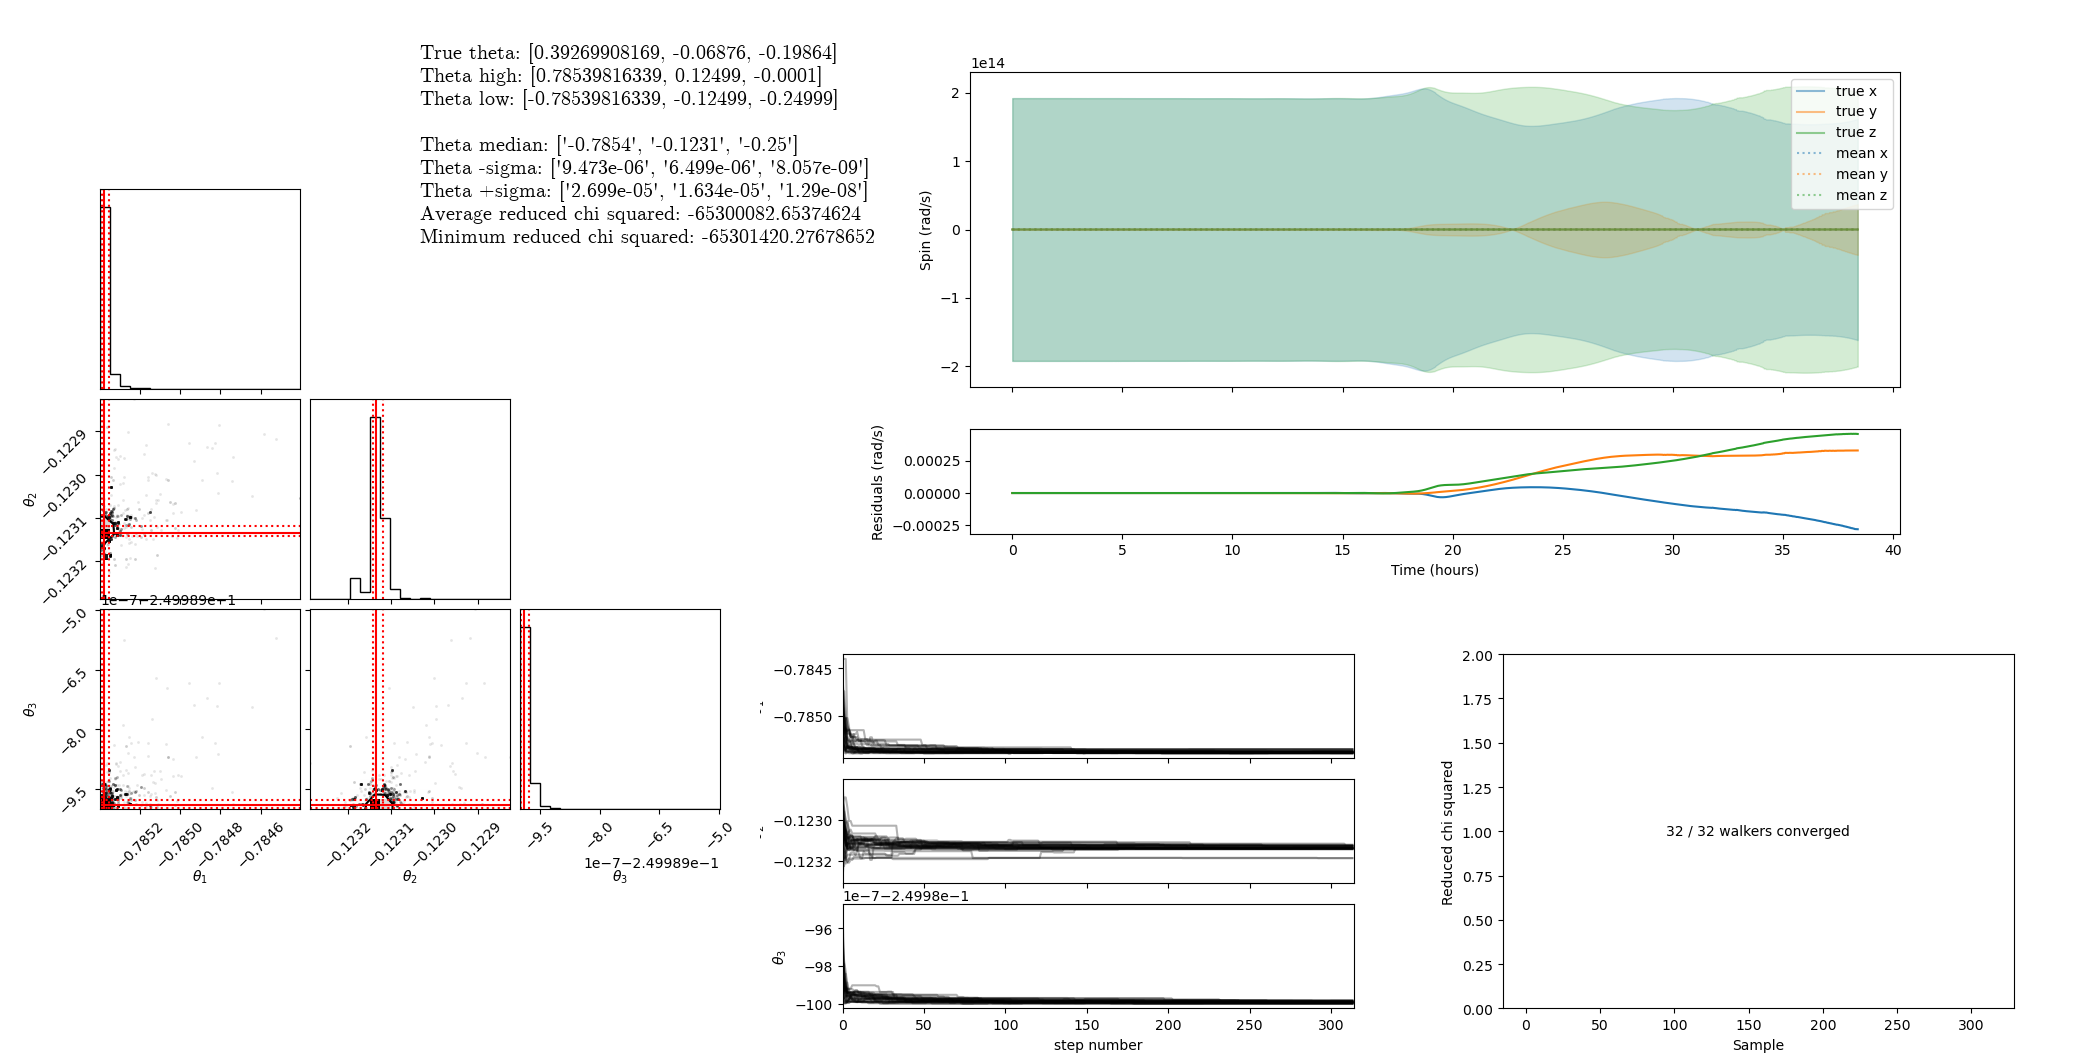 True theta: [0.39269908169, -0.06876, -0.19864]
Theta high: [0.78539816339, 0.12499, -0.0001]
Theta low: [-0.78539816339, -0.12499, -0.24999]
Theta median: ['-0.7854', '-0.1231', '-0.25']
Theta -sigma: ['9.473e-06', '6.499e-06', '8.057e-09']
Theta +sigma: ['2.699e-05', '1.634e-05', '1.29e-08']
Average reduced chi squared: -65300082.65374624
Minimum reduced chi squared: -65301420.27678652
1e14
2
1
0
−1
−2
Spin (rad/s)
true x
true y
true z
mean x
mean y
mean z
0.00025
0.00000
−0.00025
Residuals (rad/s)
0 5 10 15 20 25 30 35 40
Time (hours)
−0.1229
−0.1230
−0.1231
−0.1232
θ2
1e−7−2.49989e−1
−5.0
−6.5
−8.0
−9.5
θ3
−0.7852 −0.7850 −0.7848 −0.7846
θ1
−0.1232 −0.1231 −0.1230 −0.1229
θ2
−9.5 −8.0 −6.5 −5.0
1e−7−2.49989e−1
θ3
−0.7845
−0.7850
−0.1230
−0.1232
1e−7−2.4998e−1
−96
−98
−100
θ3
0 50 100 150 200 250 300
step number
2.00
1.75
1.50
1.25
1.00
0.75
0.50
0.25
0.00
Reduced chi squared
32 / 32 walkers converged
0 50 100 150 200 250 300
Sample